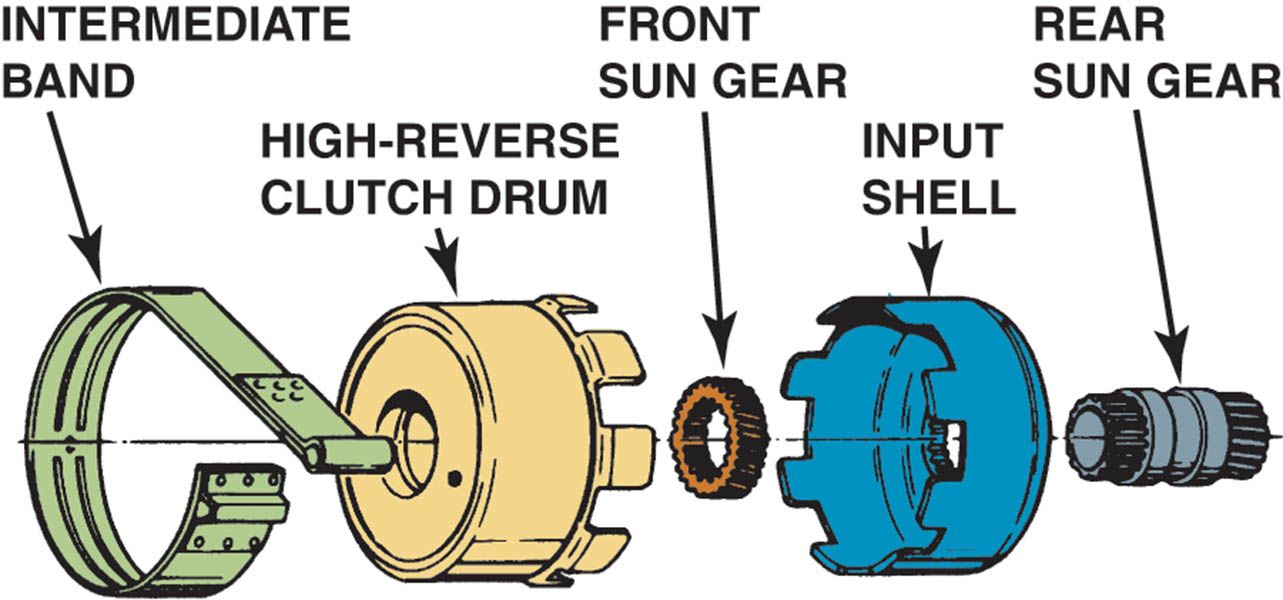 INTERMEDIATE
BAND
HIGH-REVERSE
CLUTCH DRUM
FRONT
SUN GEAR
INPUT
SHELL
REAR
SUN GEAR